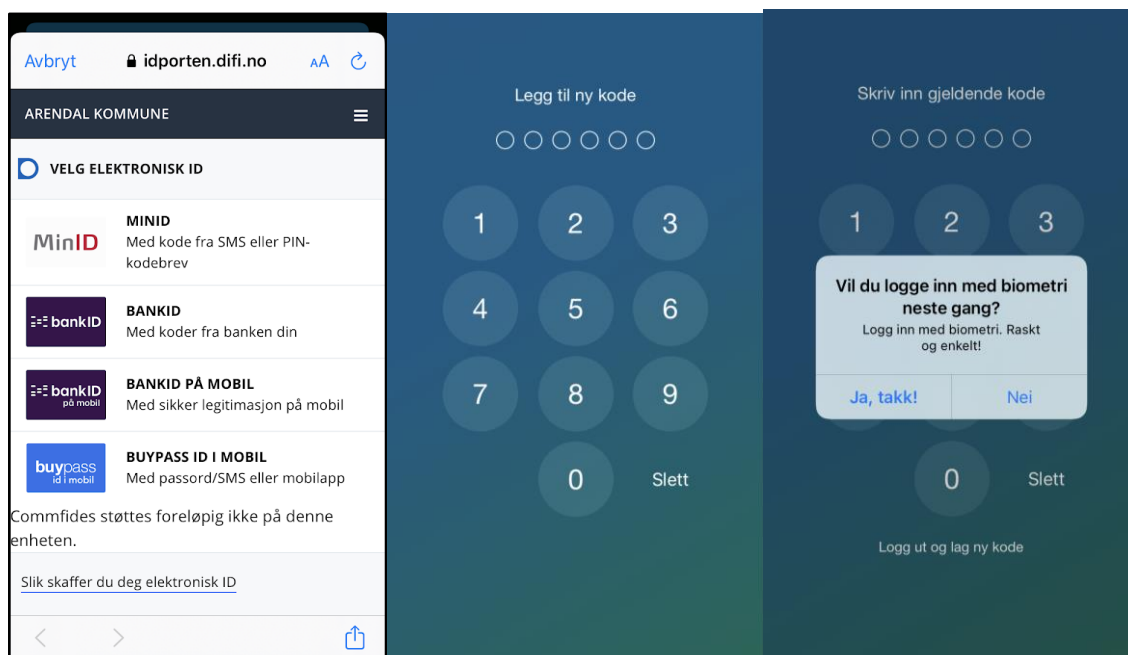 Avbryt
idporten.difi.no
AA
ARENDAL KOMMUNE
VELG ELEKTRONISK ID
MinID
MINID
Med kode fra SMS eller PIN-
kodebrev
bankID
BANKID
Med koder fra banken din
bankID
på mobil
BANKID PÅ MOBIL
Med sikker legitimasjon på mobil
buypass
id i mobil
BUYPASS ID I MOBIL
Med passord/SMS eller mobilapp
Commfides støttes foreløpig ikke på denne
enheten.
Slik skaffer du deg elektronisk ID
Legg til ny kode
1 2 3
4 5 6
7 8 9
0 Slett
Skriv inn gjeldende kode
1 2 3
Vil du logge inn med biometri
neste gang?
Logg inn med biometri. Raskt
og enkelt!
Ja, takk! Nei
0 Slett
Logg ut og lag ny kode